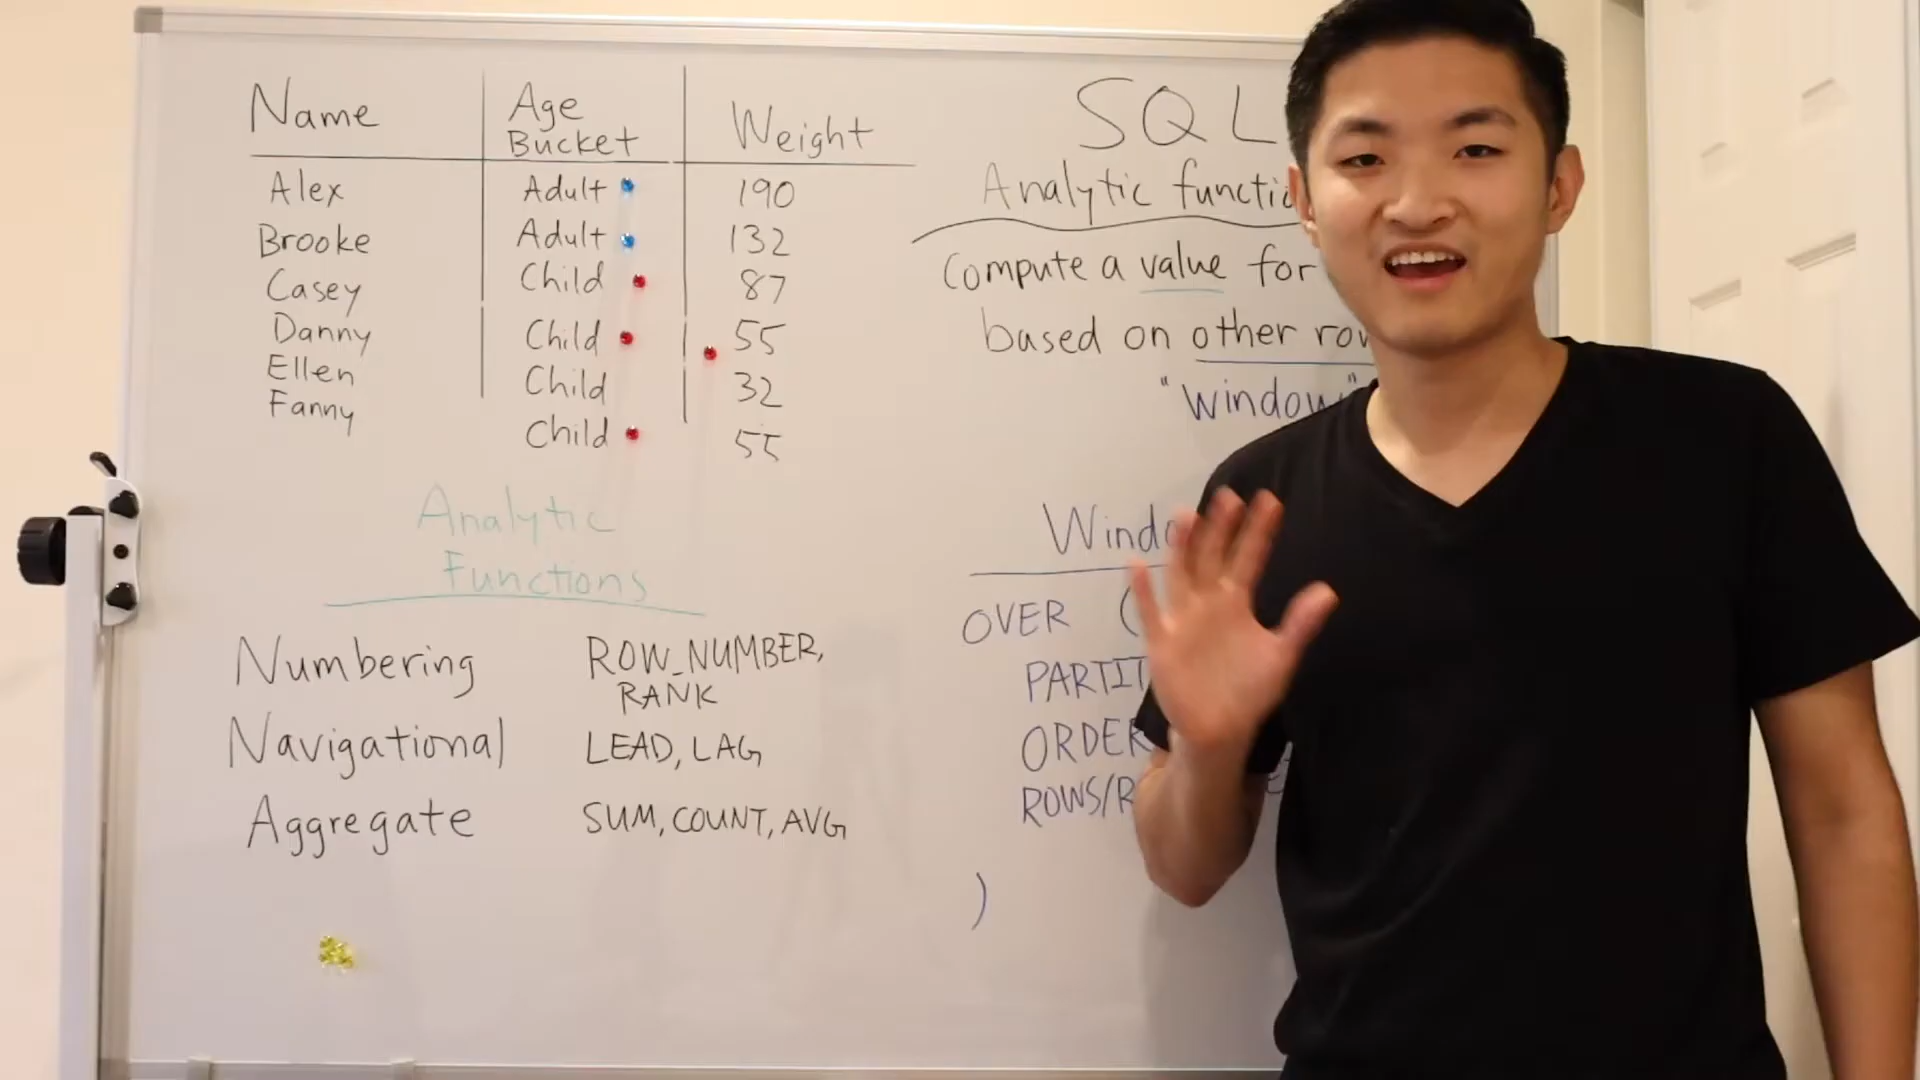 Name Age Bucket Weight
Alex Adult 190
Brooke Adult 132
Casey Child 87
Danny Child 55
Ellen Child 32
Fanny Child 55
Analytic
Functions
Numbering ROW_NUMBER,
RANK
Navigational LEAD, LAG
Aggregate SUM, COUNT, AVG
SQL
Analytic
Compute a value for
based on other
"window"
OVER (
ORDER
)